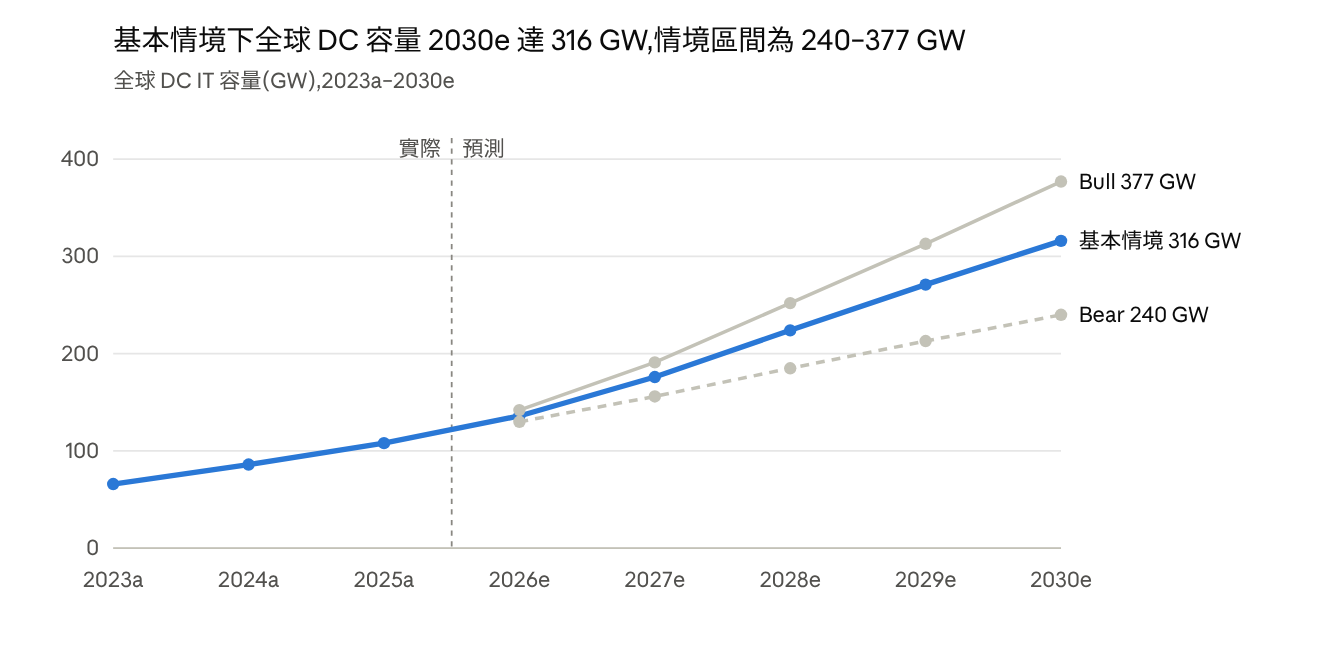 基本情境下全球 DC 容量 2030e 達 316 GW,情境區間為 240–377 GW
全球 DC IT 容量(GW),2023a–2030e
實際 預測
400
300
200
100
0
Bull 377 GW
基本情境 316 GW
Bear 240 GW
2023a 2024a 2025a 2026e 2027e 2028e 2029e 2030e